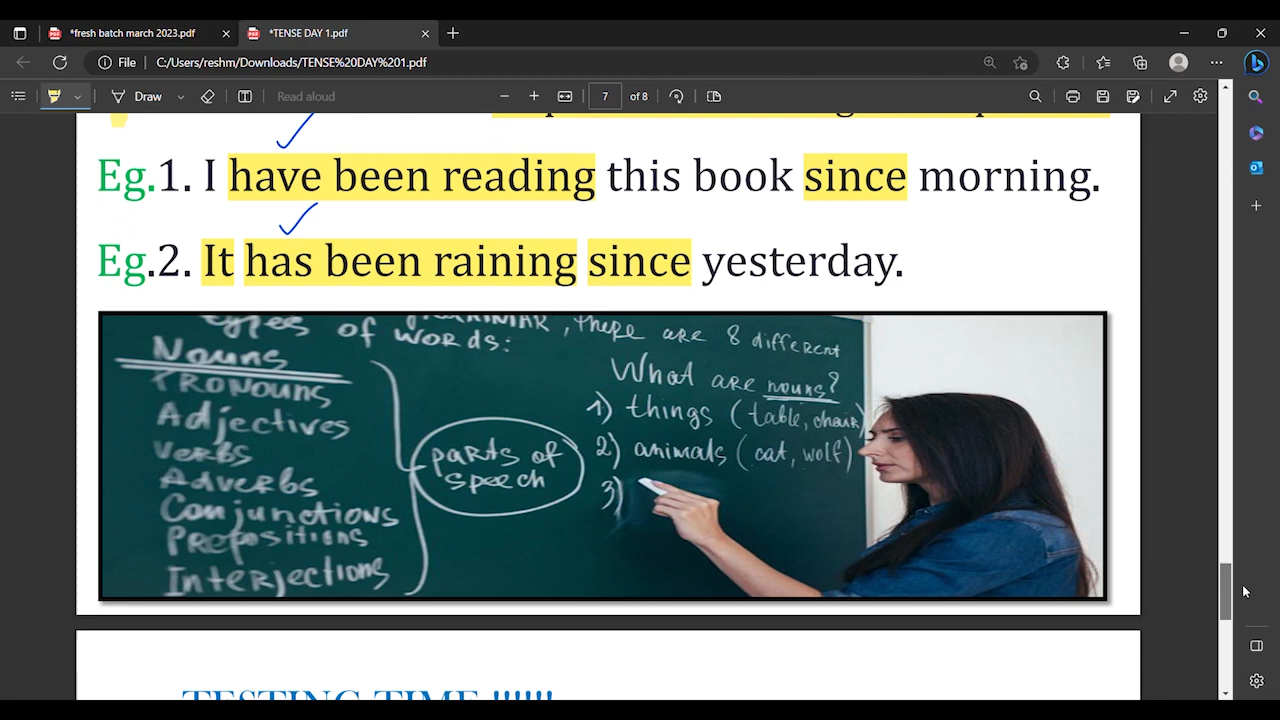 *fresh batch march 2023.pdf
*TENSE DAY 1.pdf
File
C:/Users/reshm/Downloads/TENSE%20DAY%201.pdf
Draw
Read aloud
7
of 8
Eg.1. I have been reading this book since morning.
Eg.2. It has been raining since yesterday.
types of words:
GRAMMAR, there are 8 different
Nouns
Pronouns
Adjectives
Verbs
Adverbs
Conjunctions
Prepositions
Interjections
parts of
speech
What are nouns?
1) things (table, chair)
2) animals (cat, wolf)
3)
TESTING TIME !!!!!!